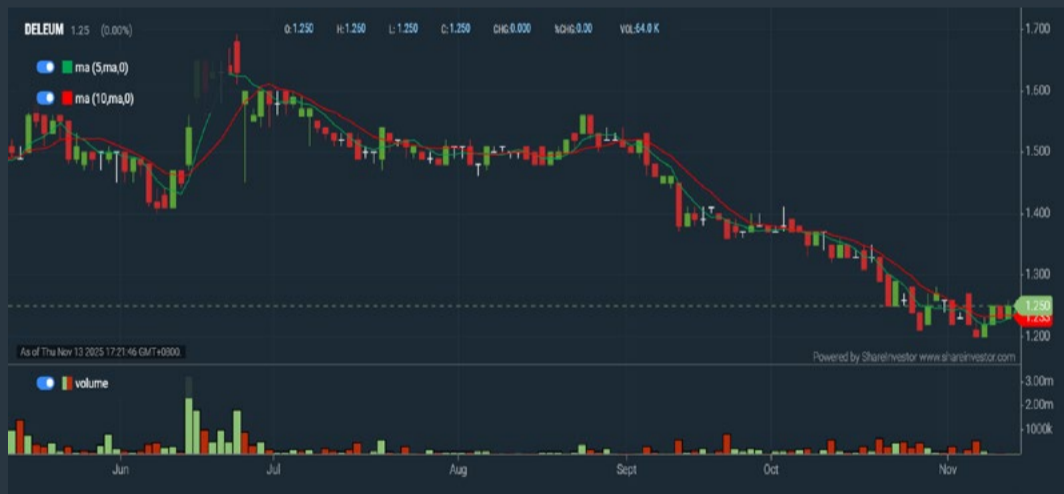 DELEUM 1.25 (0.00%) O:1.250 H:1.250 L: 1.250 C:1.250 CHG:0.000 %CHG:0.00 VOL:64.0 K
ma (5,ma,0)
ma (10,ma,0)
1.700
1.600
1.500
1.400
1.300
1.250
1.233
1.200
As of Thu Nov 13 2025 17:21:46 GMT+0800.
Powered by ShareInvestor www.shareinvestor.com
volume
3.00m
2.00m
1000k
Jun Jul Aug Sept Oct Nov